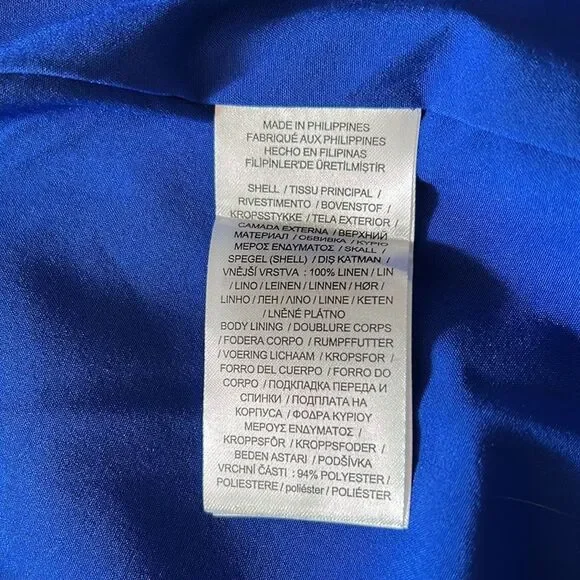 MADE IN PHILIPPINES
FABRIQUÉ AUX PHILIPPINES
HECHO EN FILIPINAS
FİLİPİNLER'DE ÜRETİLMİŞTİR
SHELL / TISSU PRINCIPAL /
RIVESTIMENTO / BOVENSTOF /
KROPSSTYKKE / TELA EXTERIOR /
CAMADA EXTERNA / ВЕРХНИЙ
МАТЕРИАЛ / ОБВИВКА / ΚΥΡΙΟ
ΜΕΡΟΣ ΕΝΔΥΜΑΤΟΣ / SKALL /
SPEGEL (SHELL) / DIŞ KATMAN /
VNĚJŠÍ VRSTVA : 100% LINEN / LIN
/ LINO / LEINEN / LINNEN / HØR /
LINHO / ЛЕН / ΛΙΝΟ / LINNE / KETEN
/ LNĚNÉ PLÁTNO
BODY LINING / DOUBLURE CORPS
/ FODERA CORPO / RUMPFFUTTER
/ VOERING LICHAAM / KROPSFOR /
FORRO DEL CUERPO / FORRO DO
CORPO / ПОДКЛАДКА ПЕРЕДА И
СПИНКИ / ПОДПЛАТА НА
КОРПУСА / ΦΟΔΡΑ ΚΥΡΙΟΥ
ΜΕΡΟΥΣ ΕΝΔΥΜΑΤΟΣ /
KROPPSFÔR / KROPPSFODER /
BEDEN ASTARI / PODŠÍVKA
VRCHNÍ ČÁSTI : 94% POLYESTER /
POLIESTERE / poliéster / POLIÉSTER